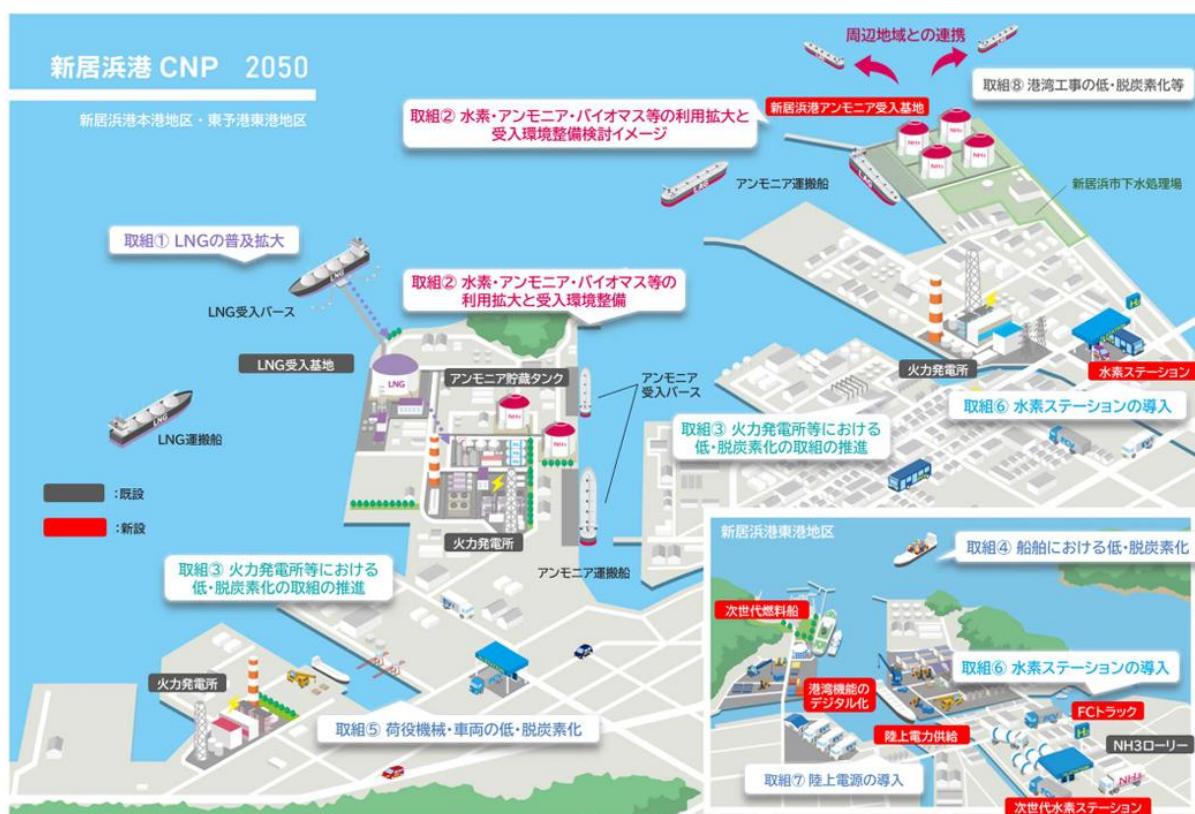 新居浜港 CNP 2050
新居浜港本港地区・東予港東港地区
周辺地域との連携
取組⑧ 港湾工事の低・脱炭素化等
新居浜港アンモニア受入基地
取組② 水素・アンモニア・バイオマス等の利用拡大と
受入環境整備検討イメージ
NH₃
NH₃
NH₃
NH₃
アンモニア運搬船
LNG
LNG
新居浜市下水処理場
取組① LNGの普及拡大
LNG
LNG受入バース
取組② 水素・アンモニア・バイオマス等の
利用拡大と受入環境整備
LNG受入基地
LNG
アンモニア貯蔵タンク
NH₃
NH₃
アンモニア
受入バース
火力発電所
H₂
水素ステーション
取組⑥ 水素ステーションの導入
LNG
LNG運搬船
取組③ 火力発電所等における
低・脱炭素化の取組の推進
FCV
:既設
:新設
火力発電所
アンモニア運搬船
取組③ 火力発電所等における
低・脱炭素化の取組の推進
火力発電所
取組⑤ 荷役機械・車両の低・脱炭素化
新居浜港東港地区
取組④ 船舶における低・脱炭素化
次世代燃料船
取組⑥ 水素ステーションの導入
港湾機能の
デジタル化
陸上電力供給
FCトラック
H₂
NH3ローリー
NH₃
取組⑦ 陸上電源の導入
次世代水素ステーション